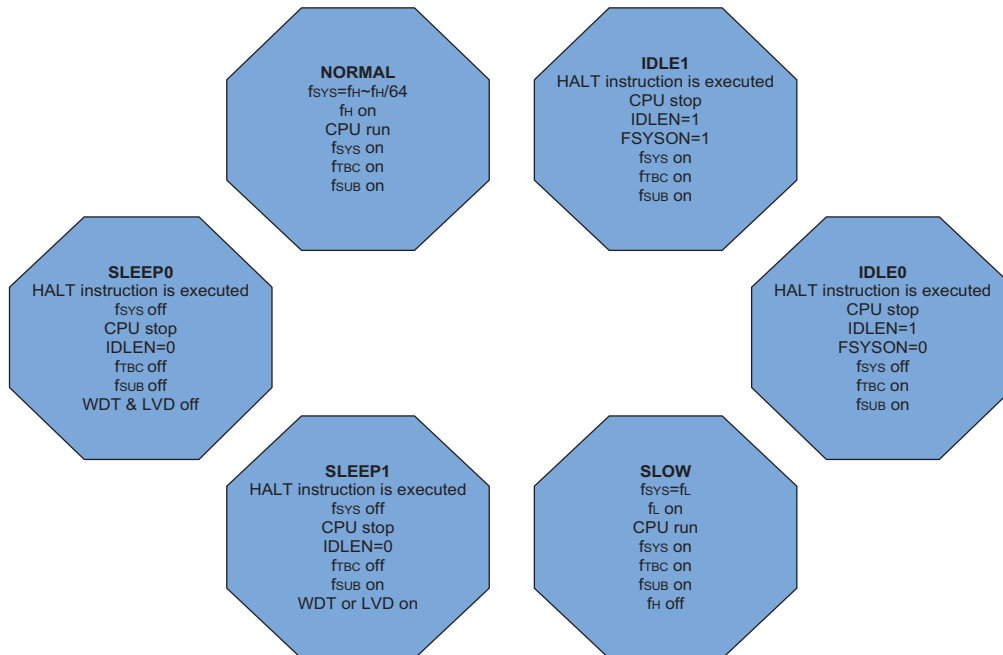 NORMAL
fSYS=fH~fH/64
fH on
CPU run
fSYS on
fTBC on
fSUB on
IDLE1
HALT instruction is executed
CPU stop
IDLEN=1
FSYSON=1
fSYS on
fTBC on
fSUB on
SLEEP0
HALT instruction is executed
fSYS off
CPU stop
IDLEN=0
fTBC off
fSUB off
WDT & LVD off
IDLE0
HALT instruction is executed
CPU stop
IDLEN=1
FSYSON=0
fSYS off
fTBC on
fSUB on
SLEEP1
HALT instruction is executed
fSYS off
CPU stop
IDLEN=0
fTBC off
fSUB on
WDT or LVD on
SLOW
fSYS=fL
fL on
CPU run
fSYS on
fTBC on
fSUB on
fH off